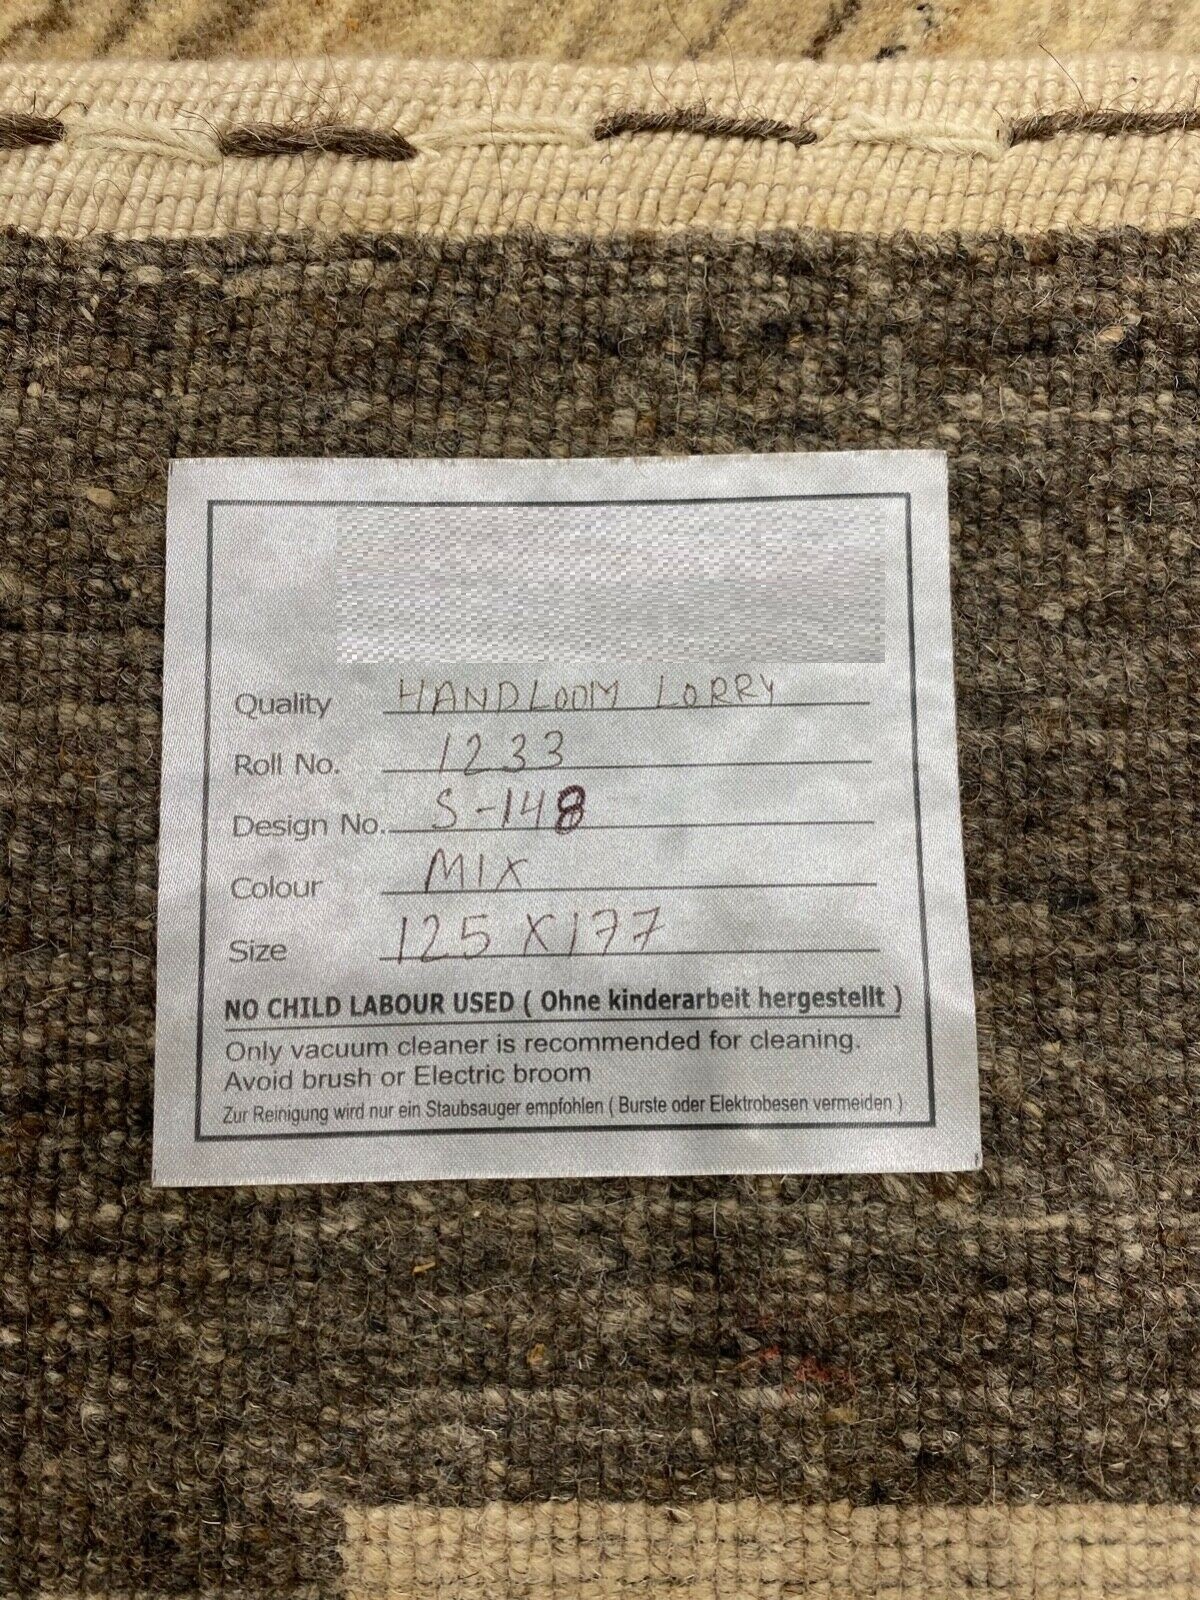 Quality HANDLOOM LORRY
Roll No. 1233
Design No. S-148
Colour MIX
Size 125 X 177
NO CHILD LABOUR USED ( Ohne kinderarbeit hergestellt )
Only vacuum cleaner is recommended for cleaning.
Avoid brush or Electric broom
Zur Reinigung wird nur ein Staubsauger empfohlen ( Burste oder Elektrobesen vermeiden )